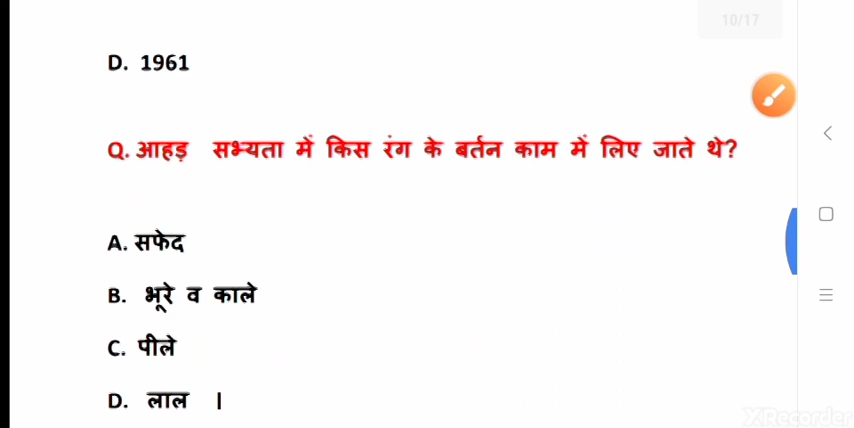 10/17
D. 1961
Q. आहड़ सभ्यता में किस रंग के बर्तन काम में लिए जाते थे?
A. सफेद
B. भूरे व काले
C. पीले
D. लाल |
XRecorder